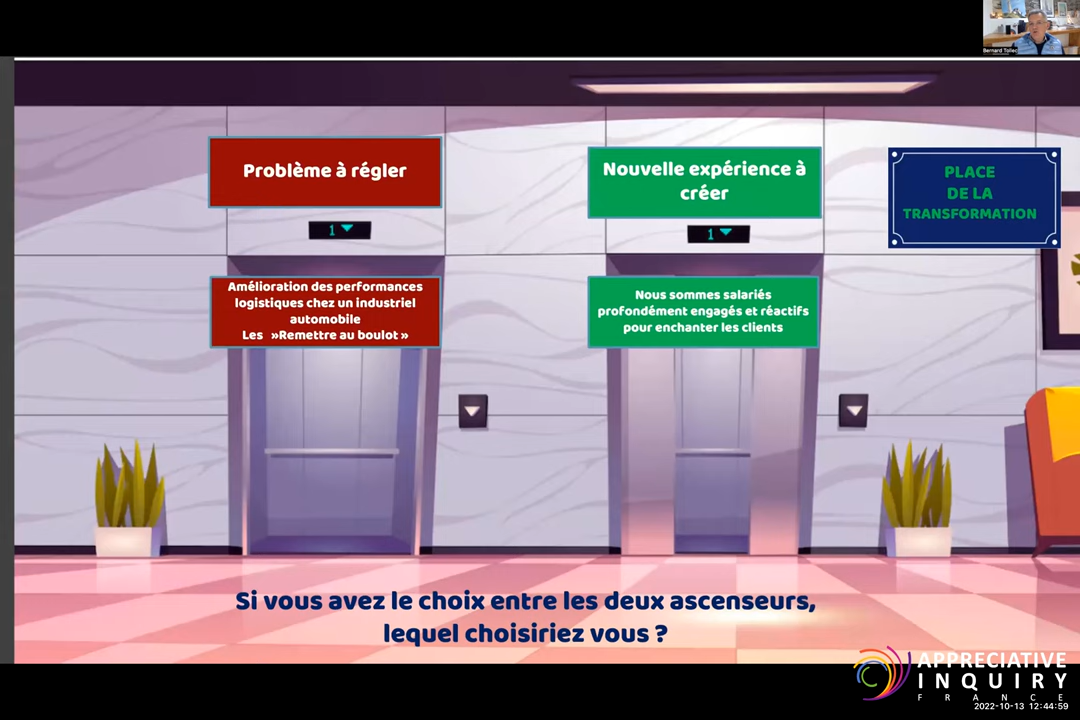 Bernard Tollec
Problème à régler
1
Amélioration des performances
logistiques chez un industriel
automobile
Les »Remettre au boulot »
Nouvelle expérience à
créer
1
Nous sommes salariés
profondément engagés et réactifs
pour enchanter les clients
PLACE
DE LA
TRANSFORMATION
Si vous avez le choix entre les deux ascenseurs,
lequel choisiriez vous ?
APPRECIATIVE
INQUIRY
FRANCE
2022-10-13 12:44:59